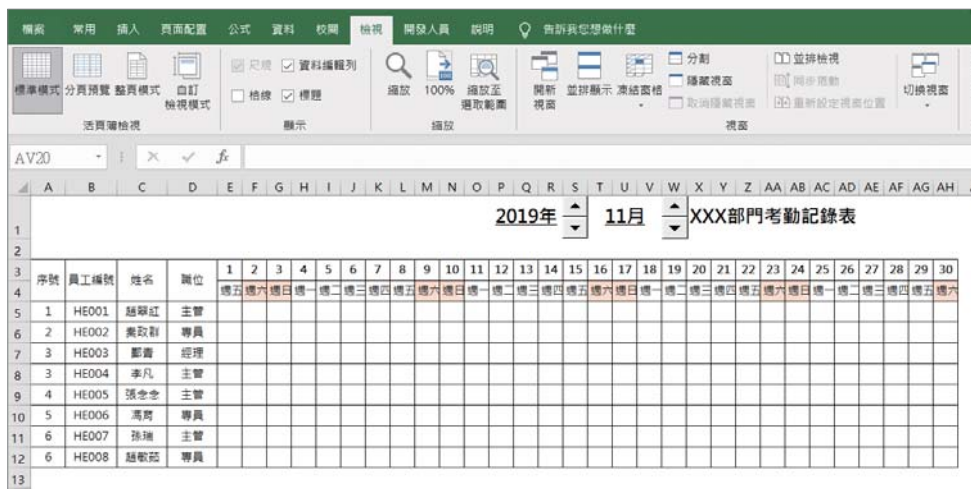 檔案 常用 插入 頁面配置 公式 資料 校閱 檢視 開發人員 說明 告訴我您想做什麼
標準模式 分頁預覽 整頁模式 自訂檢視模式
尺規 資料編輯列
格線 標題
縮放 100% 縮放至選取範圍
開新視窗 並排顯示 凍結窗格
分割
隱藏視窗
取消隱藏視窗
並排檢視
同步捲動
重新設定視窗位置
切換視窗
活頁簿檢視 顯示 縮放 視窗
AV20 fx
A B C D E F G H I J K L M N O P Q R S T U V W X Y Z AA AB AC AD AE AF AG AH
1 2019年 11月 XXX部門考勤記錄表
2
3 序號 員工編號 姓名 職位 1 2 3 4 5 6 7 8 9 10 11 12 13 14 15 16 17 18 19 20 21 22 23 24 25 26 27 28 29 30
4 週五 週六 週日 週一 週二 週三 週四 週五 週六 週日 週一 週二 週三 週四 週五 週六 週日 週一 週二 週三 週四 週五 週六 週日 週一 週二 週三 週四 週五 週六
5 1 HE001 趙翠紅 主管
6 2 HE002 秦政群 專員
7 3 HE003 鄭青 經理
8 3 HE004 李凡 主管
9 4 HE005 張念念 主管
10 5 HE006 專員
11 6 HE007 孫瑞 主管
12 6 HE008 趙敏茹 專員
13